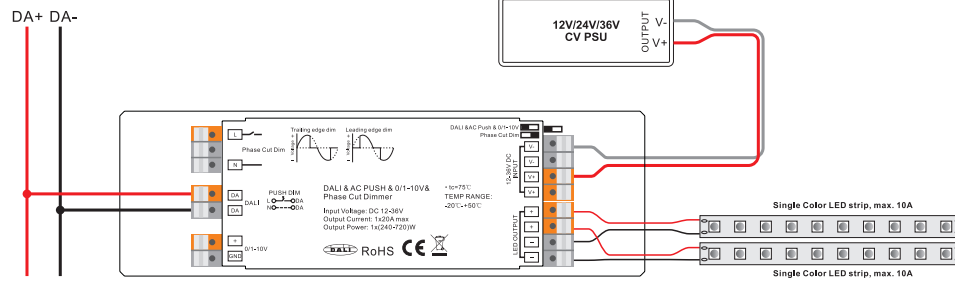 DA+ DA-
12V/24V/36V
CV PSU
OUTPUT
V-
V+
L
Phase Cut Dim
N
Trailing edge dim
Leading edge dim
Voltage +
Voltage +
DALI &AC Push & 0/1-10V
Phase Cut Dim
V-
V-
V+
V+
12-36V DC
INPUT
DA
DA
DALI
PUSH DIM
L DA
N DA
DALI & AC PUSH & 0/1-10V&
Phase Cut Dimmer
Input Voltage: DC 12-36V
Output Current: 1x20A max
Output Power: 1x(240-720)W
• tc=75℃
TEMP RANGE:
-20℃-+50℃
+
+
−
−
LED OUTPUT
+
GND
0/1-10V
DALI
RoHS CE
Single Color LED strip, max. 10A
Single Color LED strip, max. 10A